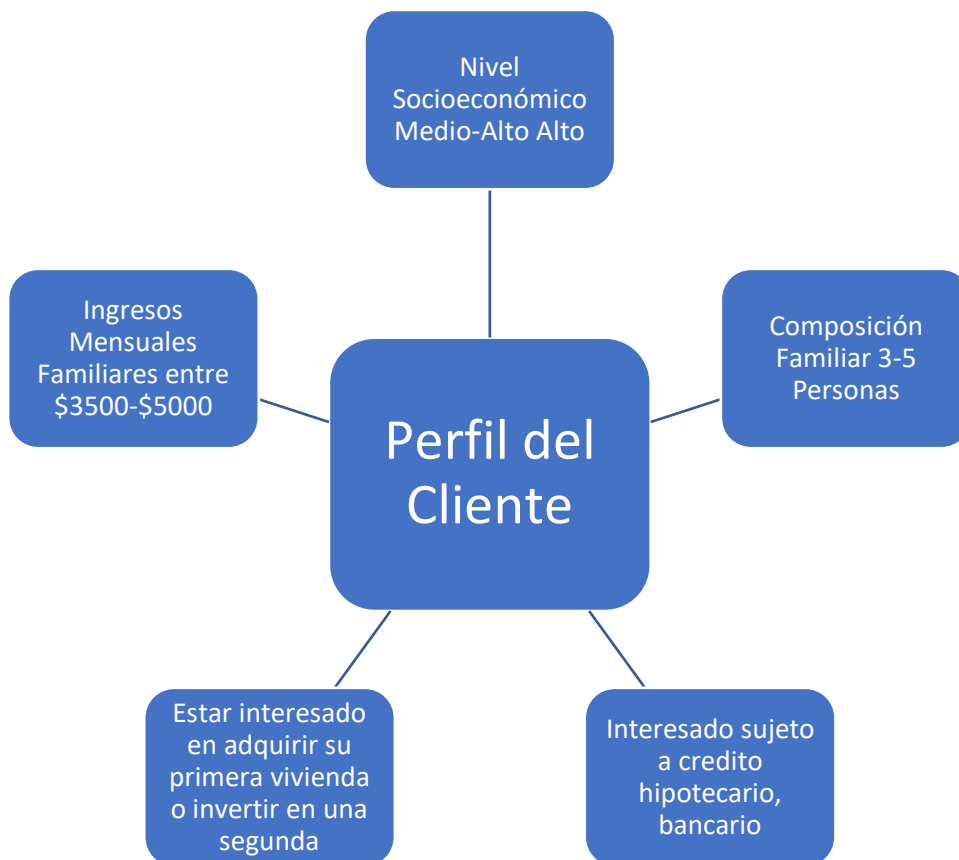 Nivel
Socioeconómico
Medio-Alto Alto
Ingresos
Mensuales
Familiares entre
$3500-$5000
Composición
Familiar 3-5
Personas
Perfil del
Cliente
Estar interesado
en adquirir su
primera vivienda
o invertir en una
segunda
Interesado sujeto
a credito
hipotecario,
bancario